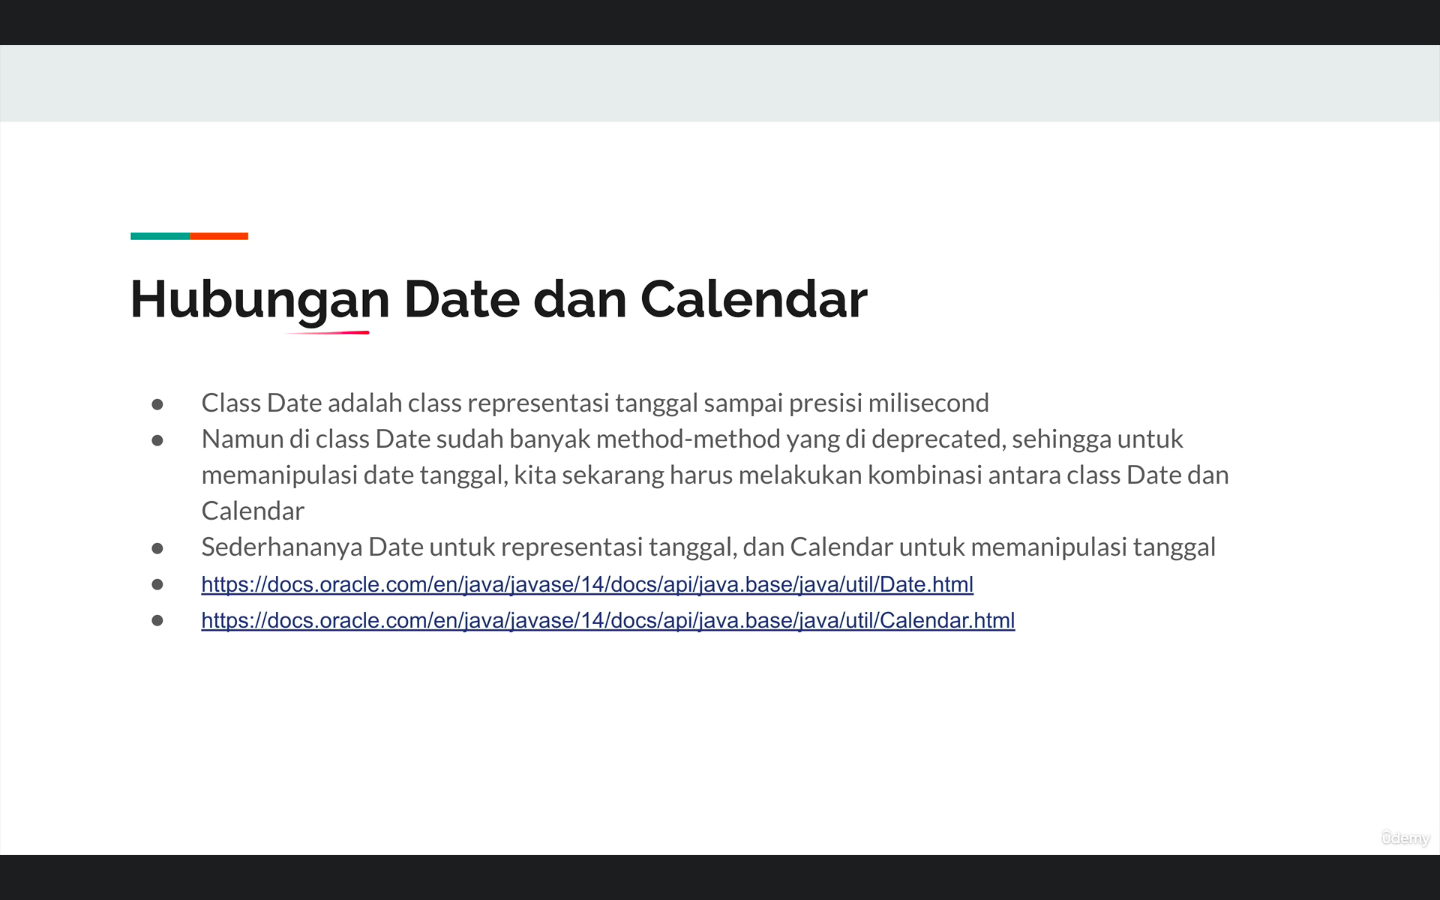 Hubungan Date dan Calendar
● Class Date adalah class representasi tanggal sampai presisi milisecond
● Namun di class Date sudah banyak method-method yang di deprecated, sehingga untuk
memanipulasi date tanggal, kita sekarang harus melakukan kombinasi antara class Date dan
Calendar
● Sederhananya Date untuk representasi tanggal, dan Calendar untuk memanipulasi tanggal
● https://docs.oracle.com/en/java/javase/14/docs/api/java.base/java/util/Date.html
● https://docs.oracle.com/en/java/javase/14/docs/api/java.base/java/util/Calendar.html
ûdemy